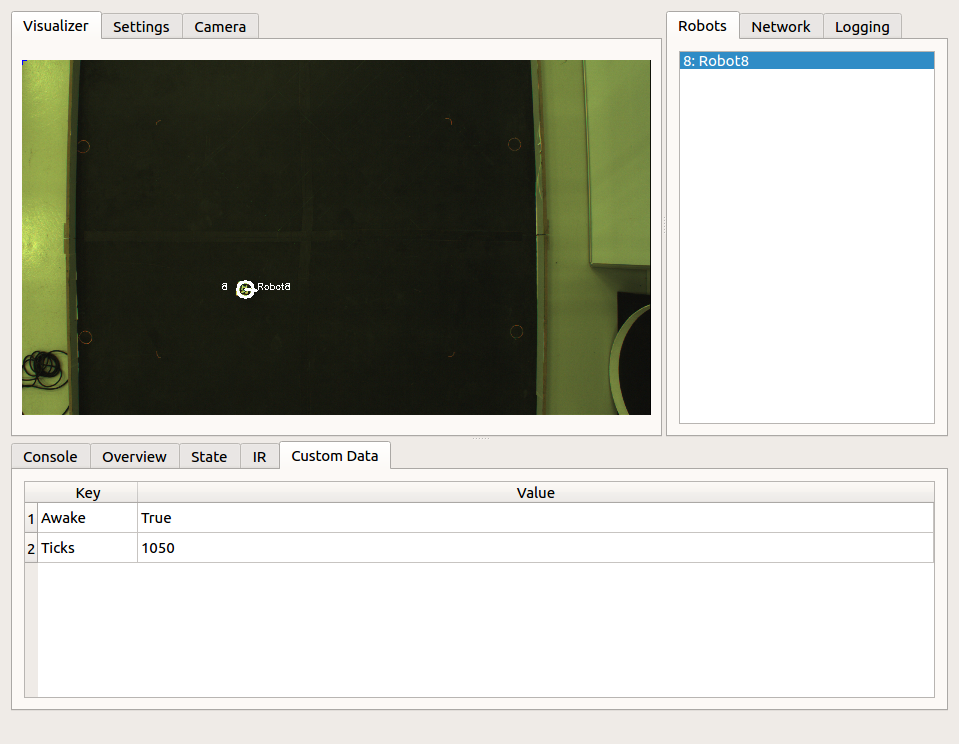 Visualizer Settings Camera
Robots Network Logging
8: Robot8
8 Robot8
Console Overview State IR Custom Data
Key Value
1 Awake True
2 Ticks 1050